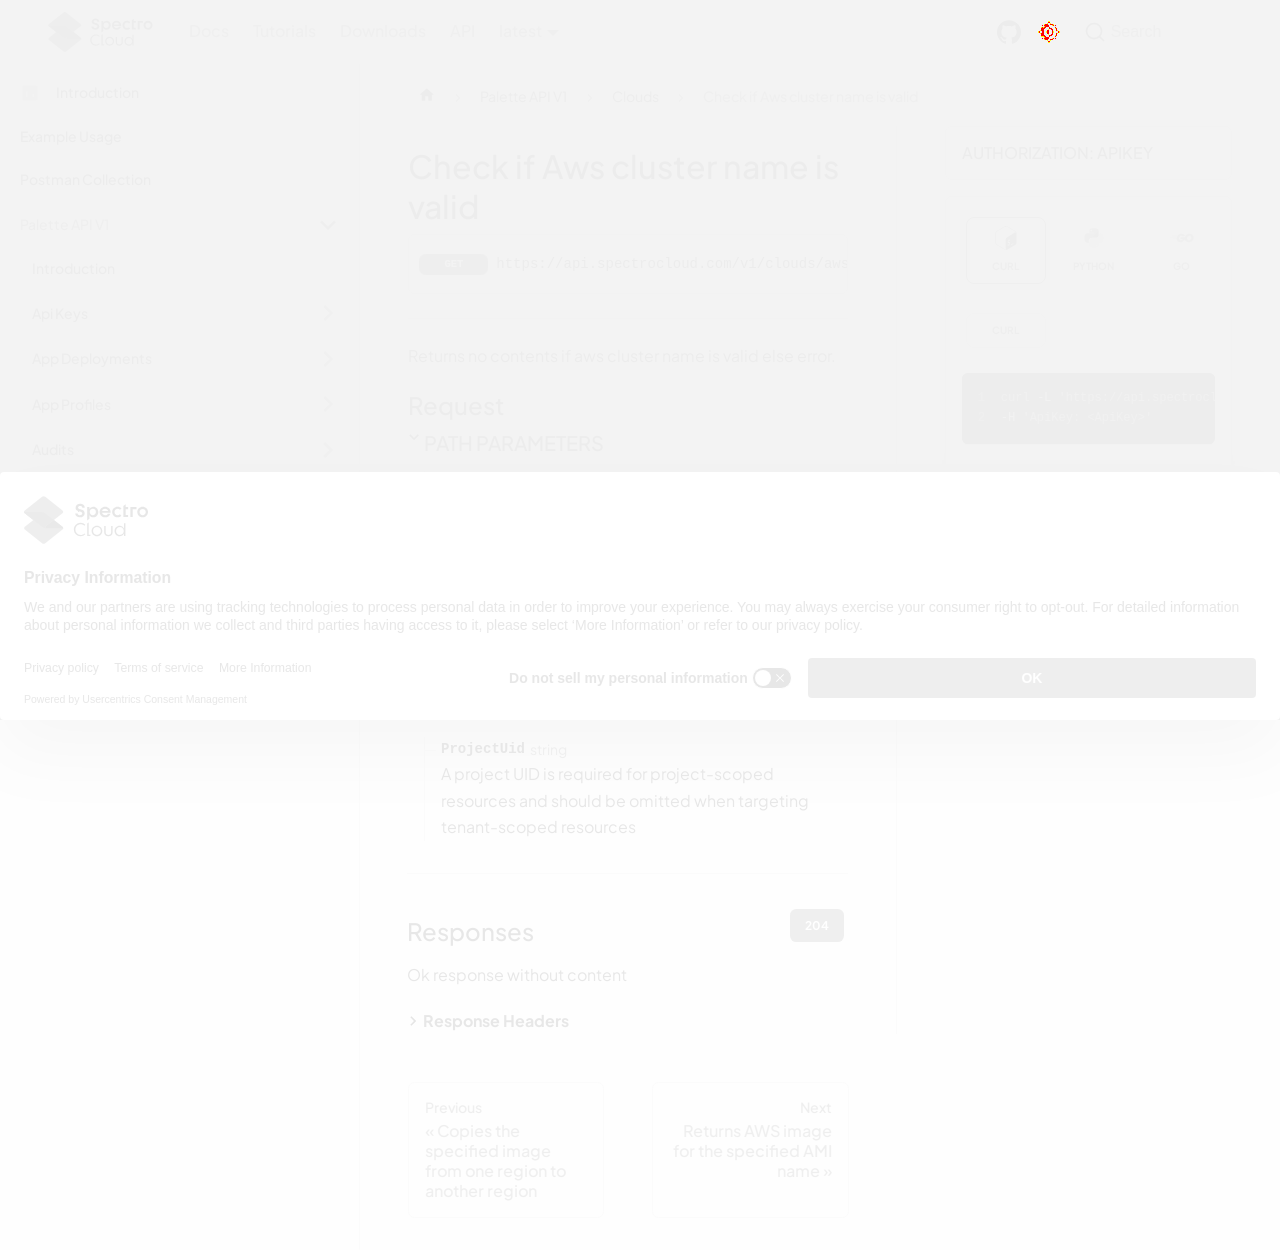 Spectro
Cloud
Docs Tutorials Downloads API latest
Search
Introduction
Example Usage
Postman Collection
Palette API V1
Introduction
Api Keys
App Deployments
App Profiles
Audits
Palette API V1 Clouds Check if Aws cluster name is valid
Check if Aws cluster name is
valid
GET https://api.spectrocloud.com/v1/clouds/aws
Returns no contents if aws cluster name is valid else error.
Request
PATH PARAMETERS
AUTHORIZATION: APIKEY
CURL PYTHON GO
CURL
Spectro
Cloud
Privacy Information
We and our partners are using tracking technologies to process personal data in order to improve your experience. You may always exercise your consumer right to opt-out. For detailed information
about personal information we collect and third parties having access to it, please select ‘More Information’ or refer to our privacy policy.
Privacy policy Terms of service More Information
Do not sell my personal information
OK
Powered by Usercentrics Consent Management
ProjectUid string
A project UID is required for project-scoped
resources and should be omitted when targeting
tenant-scoped resources
Responses
204
Ok response without content
Response Headers
Previous
« Copies the
specified image
from one region to
another region
Next
Returns AWS image
for the specified AMI
name »